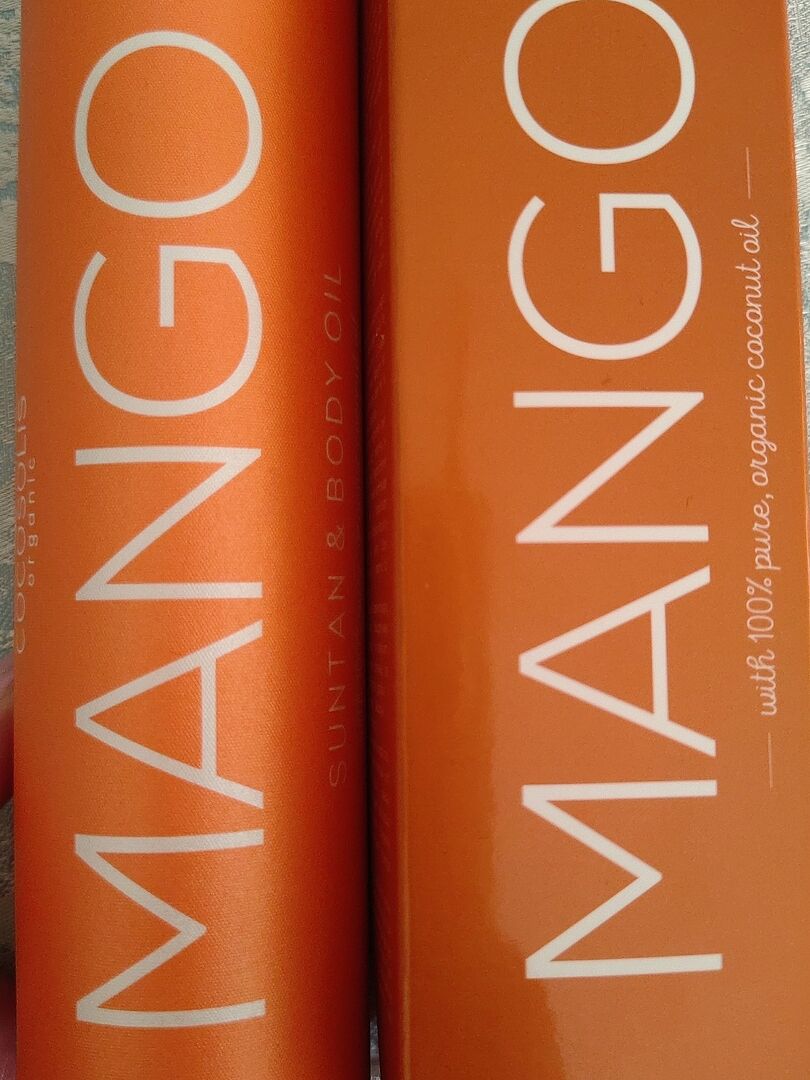 COCOSOLIS
organic
MANGO
SUNTAN & BODY OIL
MANGO
with 100% pure, organic coconut oil